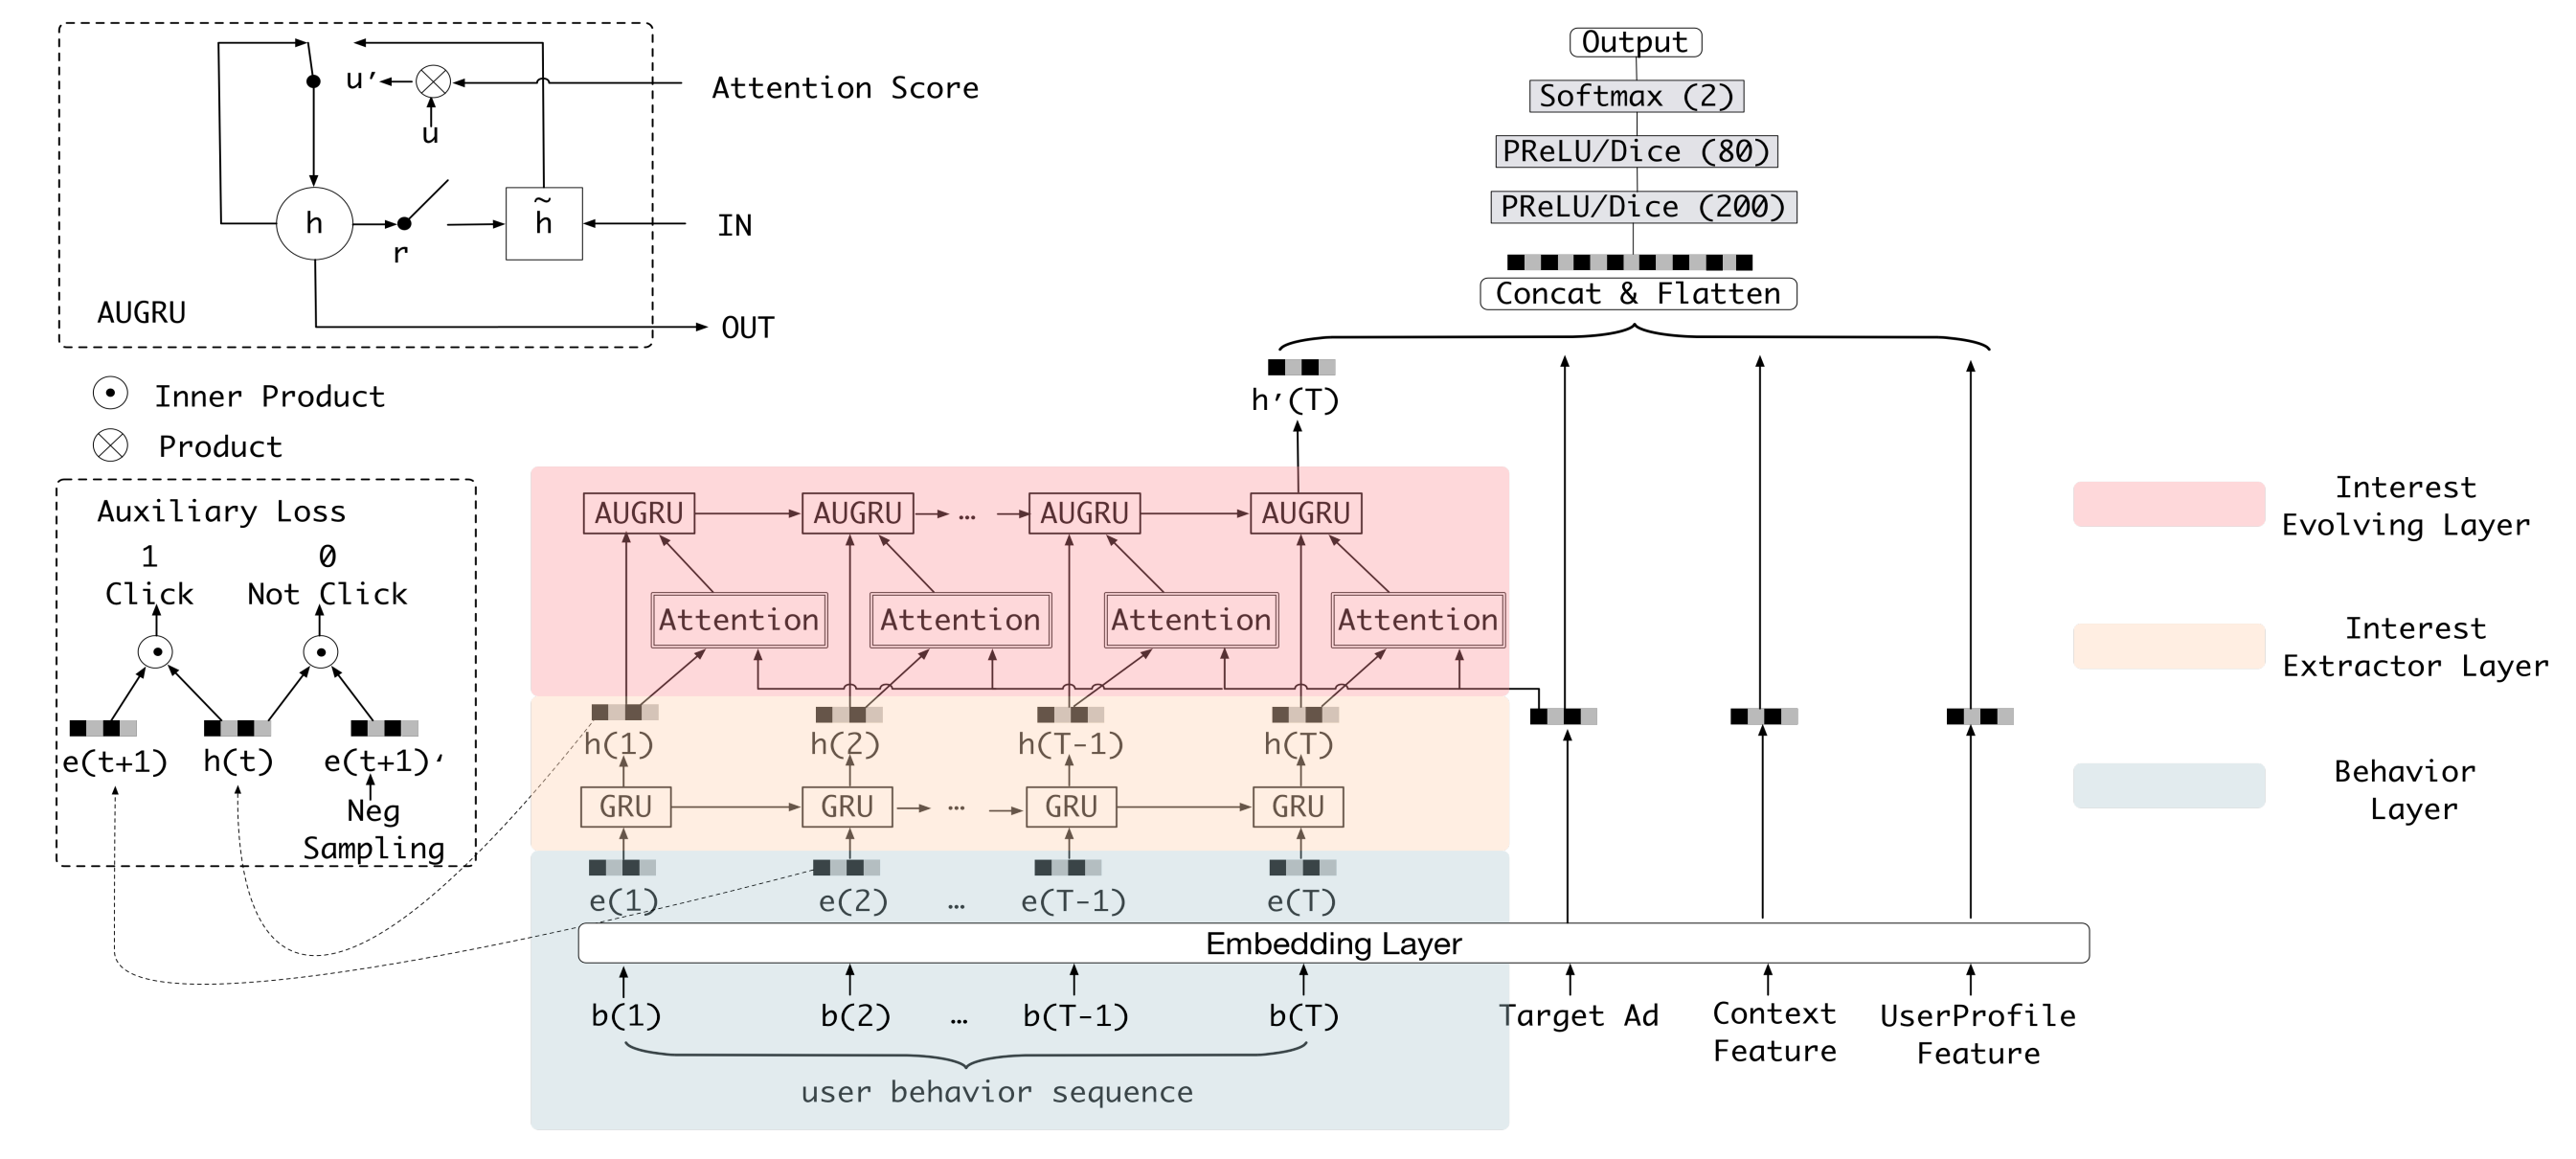 Output
Softmax (2)
PReLU/Dice (80)
PReLU/Dice (200)
Concat & Flatten
h′(T)
u′
u
Attention Score
h
r
h̃
IN
AUGRU
OUT
Inner Product
Product
Auxiliary Loss
1
0
Click
Not Click
e(t+1)
h(t)
e(t+1)‘
Neg
Sampling
AUGRU
AUGRU
…
AUGRU
AUGRU
Attention
Attention
Attention
Attention
h(1)
h(2)
h(T-1)
h(T)
GRU
GRU
…
GRU
GRU
e(1)
e(2)
…
e(T-1)
e(T)
Embedding Layer
b(1)
b(2)
…
b(T-1)
b(T)
user behavior sequence
Target Ad
Context
Feature
UserProfile
Feature
Interest
Evolving Layer
Interest
Extractor Layer
Behavior
Layer